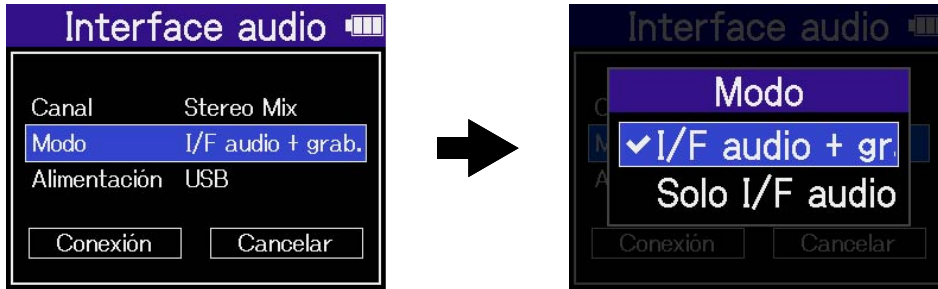 Interface audio
Canal Stereo Mix
Modo I/F audio + grab.
Alimentación USB
Conexión Cancelar
Interface audio
Modo
I/F audio + gr
Solo I/F audio
Conexión Cancelar